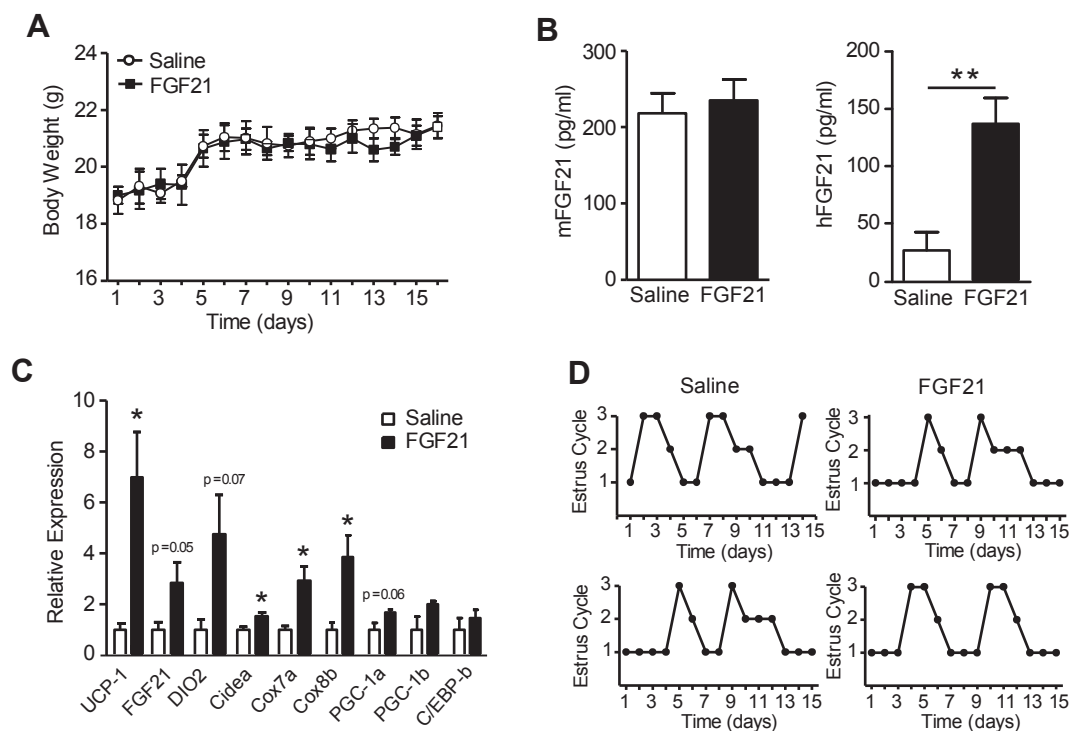 A
24
22
20
18
16
Body Weight (g)
Saline
FGF21
1 3 5 7 9 11 13 15
Time (days)
B
300
200
100
0
mFGF21 (pg/ml)
Saline FGF21
200
150
100
50
0
hFGF21 (pg/ml)
**
Saline FGF21
C
10
8
6
4
2
0
Relative Expression
Saline
FGF21
*
p=0.05
p=0.07
*
*
*
p=0.06
UCP-1
FGF21
DIO2
Cidea
Cox7a
Cox8b
PGC-1a
PGC-1b
C/EBP-b
D
Saline
3
2
1
Estrus Cycle
1 3 5 7 9 11 13 15
Time (days)
FGF21
3
2
1
Estrus Cycle
1 3 5 7 9 11 13 15
Time (days)
3
2
1
Estrus Cycle
1 3 5 7 9 11 13 15
Time (days)
3
2
1
Estrus Cycle
1 3 5 7 9 11 13 15
Time (days)